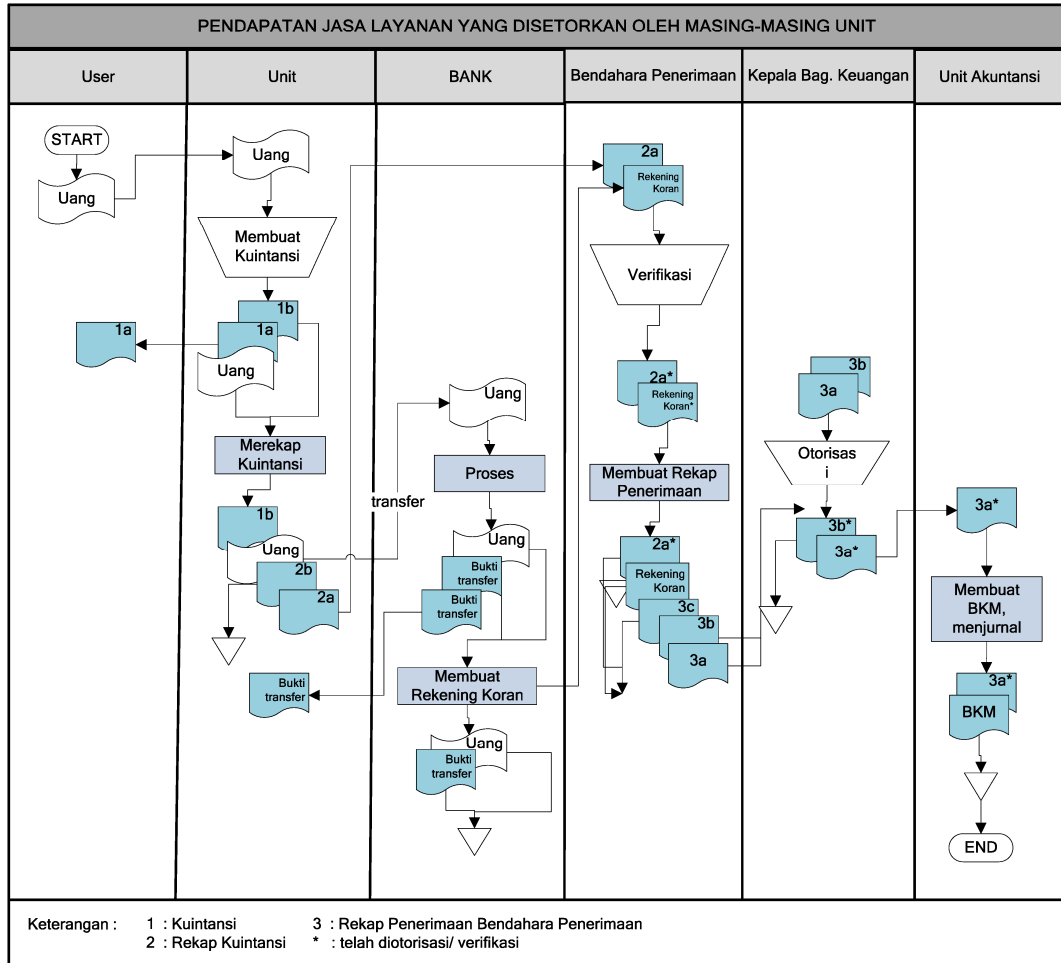 PENDAPATAN JASA LAYANAN YANG DISETORKAN OLEH MASING-MASING UNIT
User
Unit
BANK
Bendahara Penerimaan
Kepala Bag. Keuangan
Unit Akuntansi
START
Uang
1a
Uang
Membuat
Kuintansi
1b
1a
Uang
Merekap
Kuintansi
1b
Uang
2b
2a
Bukti
transfer
transfer
Uang
Proses
Uang
Bukti
transfer
Bukti
transfer
Membuat
Rekening Koran
Uang
Bukti
transfer
2a
Rekening
Koran
Verifikasi
2a*
Rekening
Koran*
Membuat Rekap
Penerimaan
2a*
Rekening
Koran
3c
3b
3a
3b
3a
Otorisas
i
3b*
3a*
3a*
Membuat
BKM,
menjurnal
3a*
BKM
END
Keterangan : 1 : Kuintansi 3 : Rekap Penerimaan Bendahara Penerimaan
2 : Rekap Kuintansi * : telah diotorisasi/ verifikasi